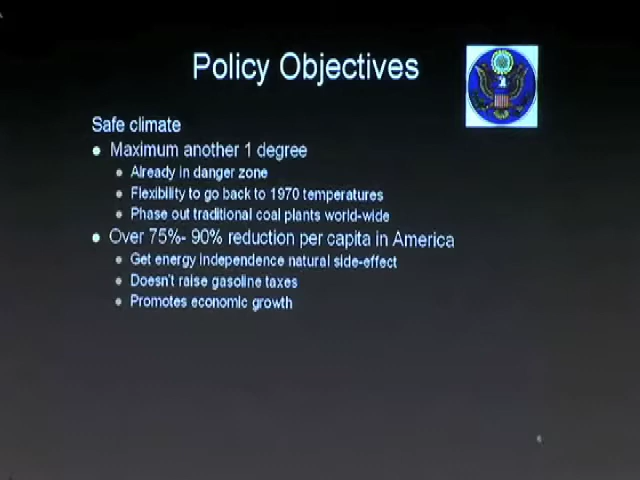 Policy Objectives
Safe climate
Maximum another 1 degree
Already in danger zone
Flexibility to go back to 1970 temperatures
Phase out traditional coal plants world-wide
Over 75%- 90% reduction per capita in America
Get energy independence natural side-effect
Doesn't raise gasoline taxes
Promotes economic growth